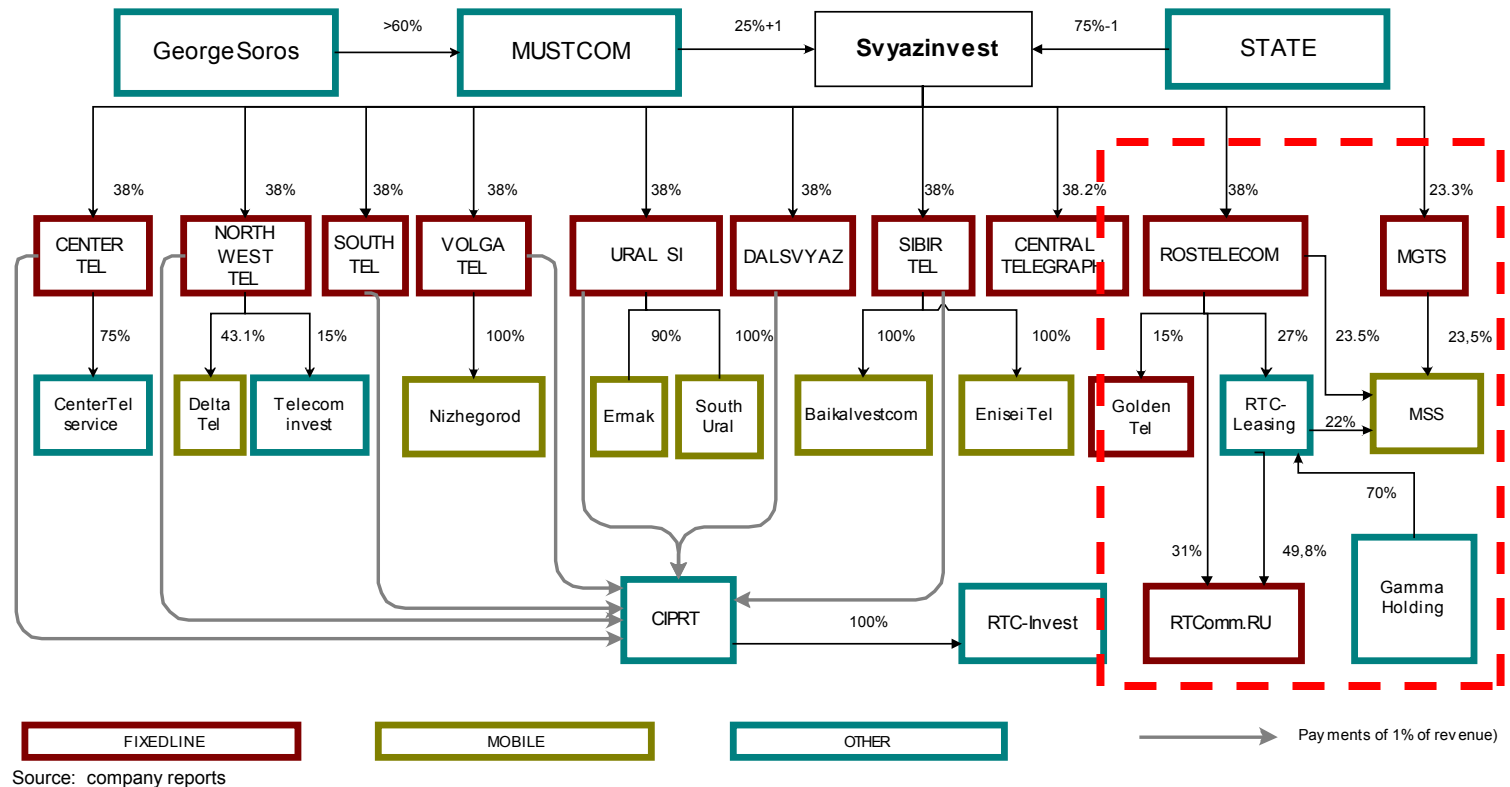 GeorgeSoros
>60%
MUSTCOM
25%+1
Svyazinvest
75%-1
STATE
38%
38%
38%
38%
38%
38%
38%
38.2%
38%
23.3%
CENTER
TEL
NORTH
WEST
TEL
SOUTH
TEL
VOLGA
TEL
URAL SI
DALSVYAZ
SIBIR
TEL
CENTRAL
TELEGRAPH
ROSTELECOM
MGTS
75%
43.1%
15%
100%
90%
100%
100%
100%
15%
27%
23.5%
23,5%
CenterTel
service
Delta
Tel
Telecom
invest
Nizhegorod
Ermak
South
Ural
Baikalvestcom
Enisei Tel
Golden
Tel
RTC-
Leasing
22%
MSS
70%
31%
49,8%
CIPRT
100%
RTC-Invest
RTComm.RU
Gamma
Holding
FIXEDLINE
MOBILE
OTHER
Payments of 1% of revenue)
Source: company reports